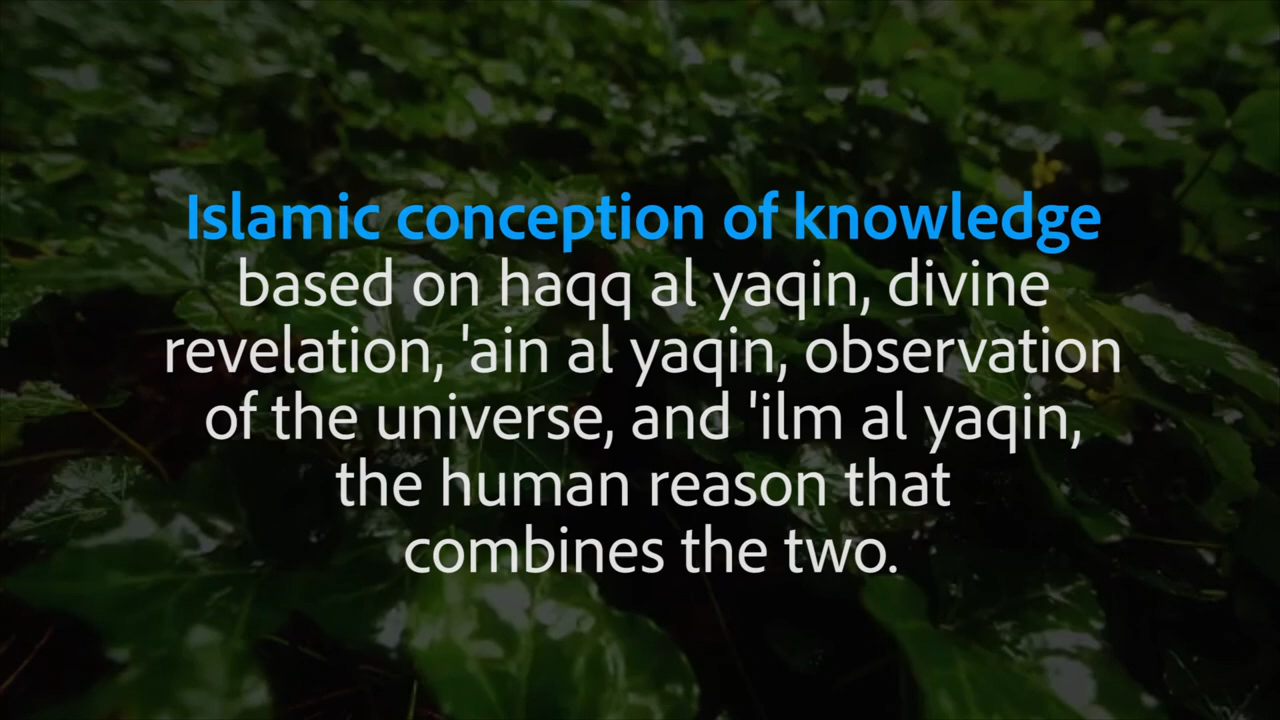 Islamic conception of knowledge
based on haqq al yaqin, divine
revelation, 'ain al yaqin, observation
of the universe, and 'ilm al yaqin,
the human reason that
combines the two.